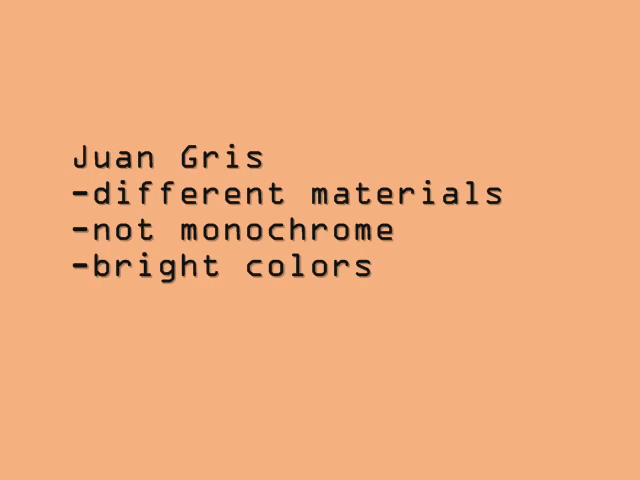 Juan Gris
-different materials
-not monochrome
-bright colors